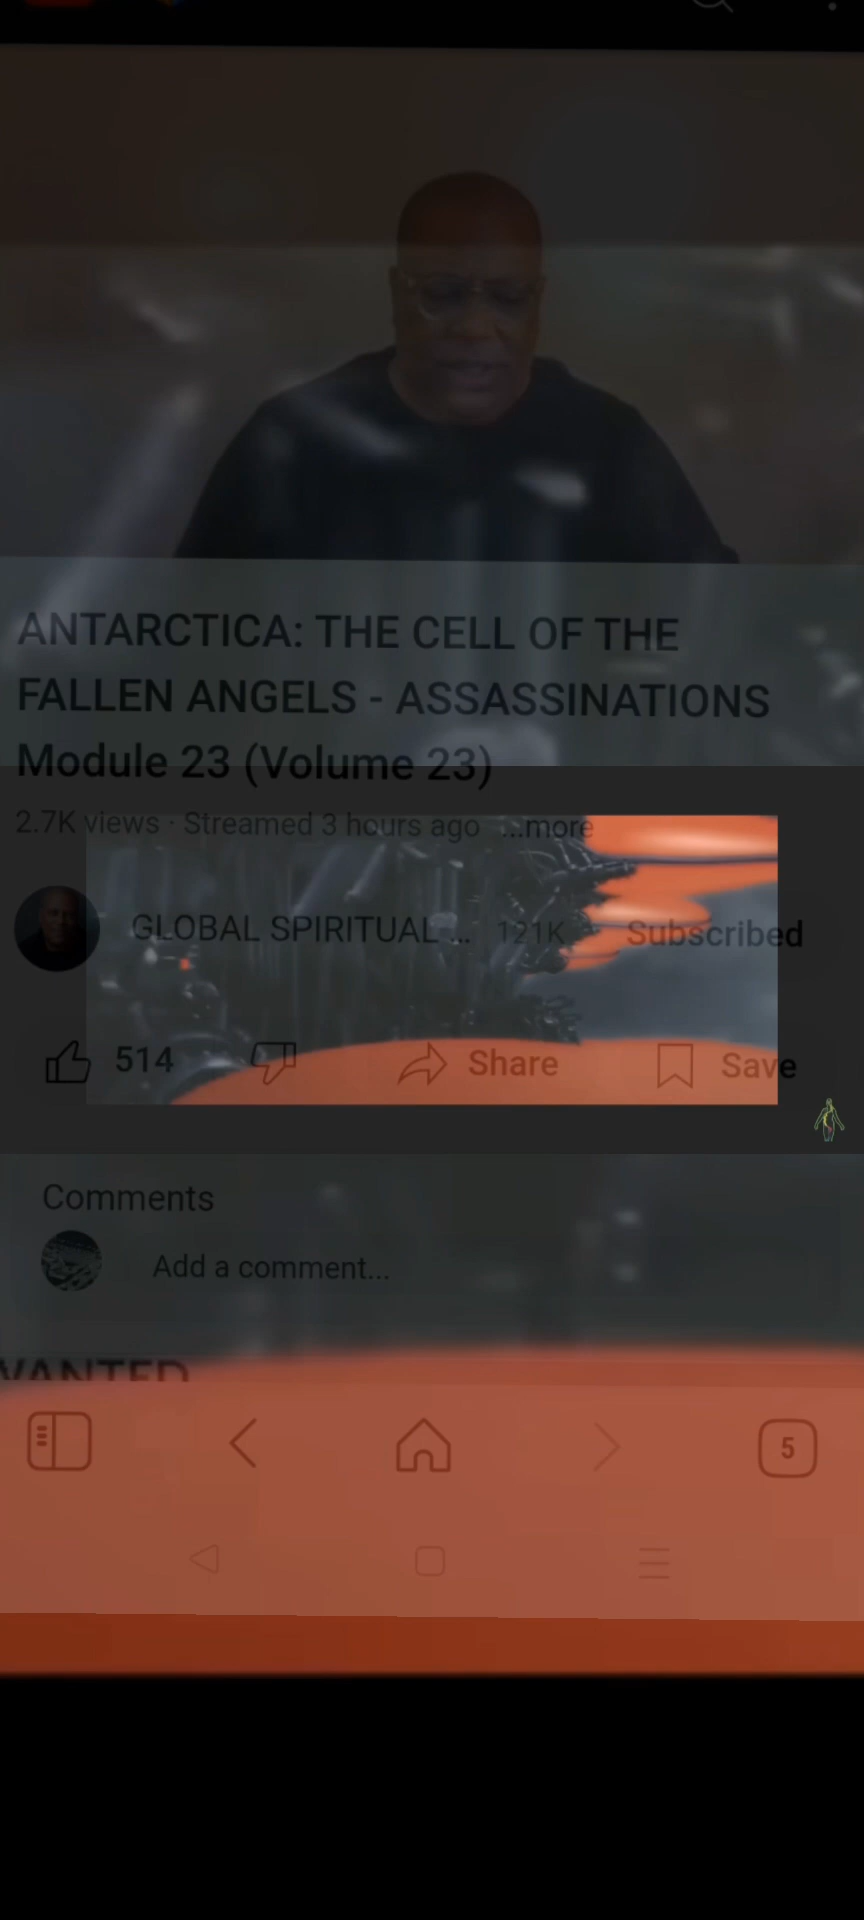 ANTARCTICA: THE CELL OF THE
FALLEN ANGELS - ASSASSINATIONS
Module 23 (Volume 23)
2.7K views · Streamed 3 hours ago ...more
GLOBAL SPIRITUAL ... 121K Subscribed
514 Share Save
Comments
Add a comment...
WANTED
5